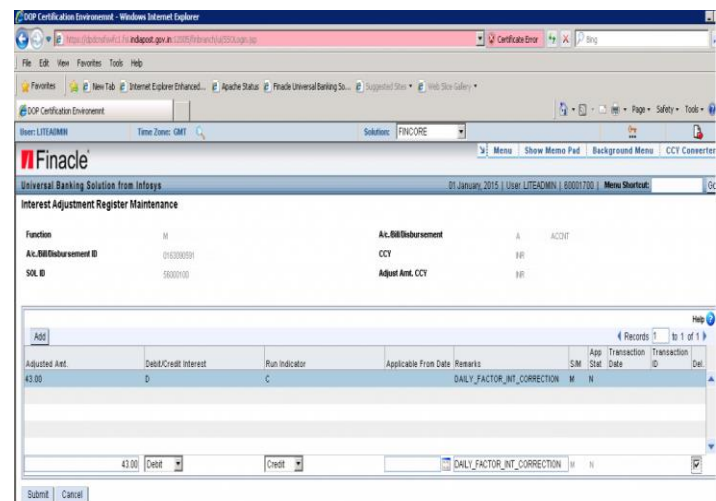 DOP Certification Environemnt - Windows Internet Explorer
Certificate Error
Bing
File Edit View Favorites Tools Help
Favorites New Tab Internet Explorer Enhanced... Apache Status Finacle Universal Banking So... Suggested Sites Web Slice Gallery
DOP Certification Environemnt Page Safety Tools
User: LITEADMIN Time Zone: GMT Solution: FINCORE
Menu Show Memo Pad Background Menu CCY Converter
Finacle
Universal Banking Solution from Infosys 01 January, 2015 | User LITEADMIN | 60001700 | Menu Shortcut: Go
Interest Adjustment Register Maintenance
Function M A/c./Bill/Disbursement A ACCNT
A/c./Bill/Disbursement ID CCY INR
SOL ID 56000100 Adjust Amt. CCY INR
Help
Add Records 1 to 1 of 1
Adjusted Amt. Debit/Credit Interest Run Indicator Applicable From Date Remarks S/M App Stat Transaction Date Transaction ID Del.
43.00 D C DAILY_FACTOR_INT_CORRECTION M N
43.00 Debit Credit DAILY_FACTOR_INT_CORRECTION M N
Submit Cancel